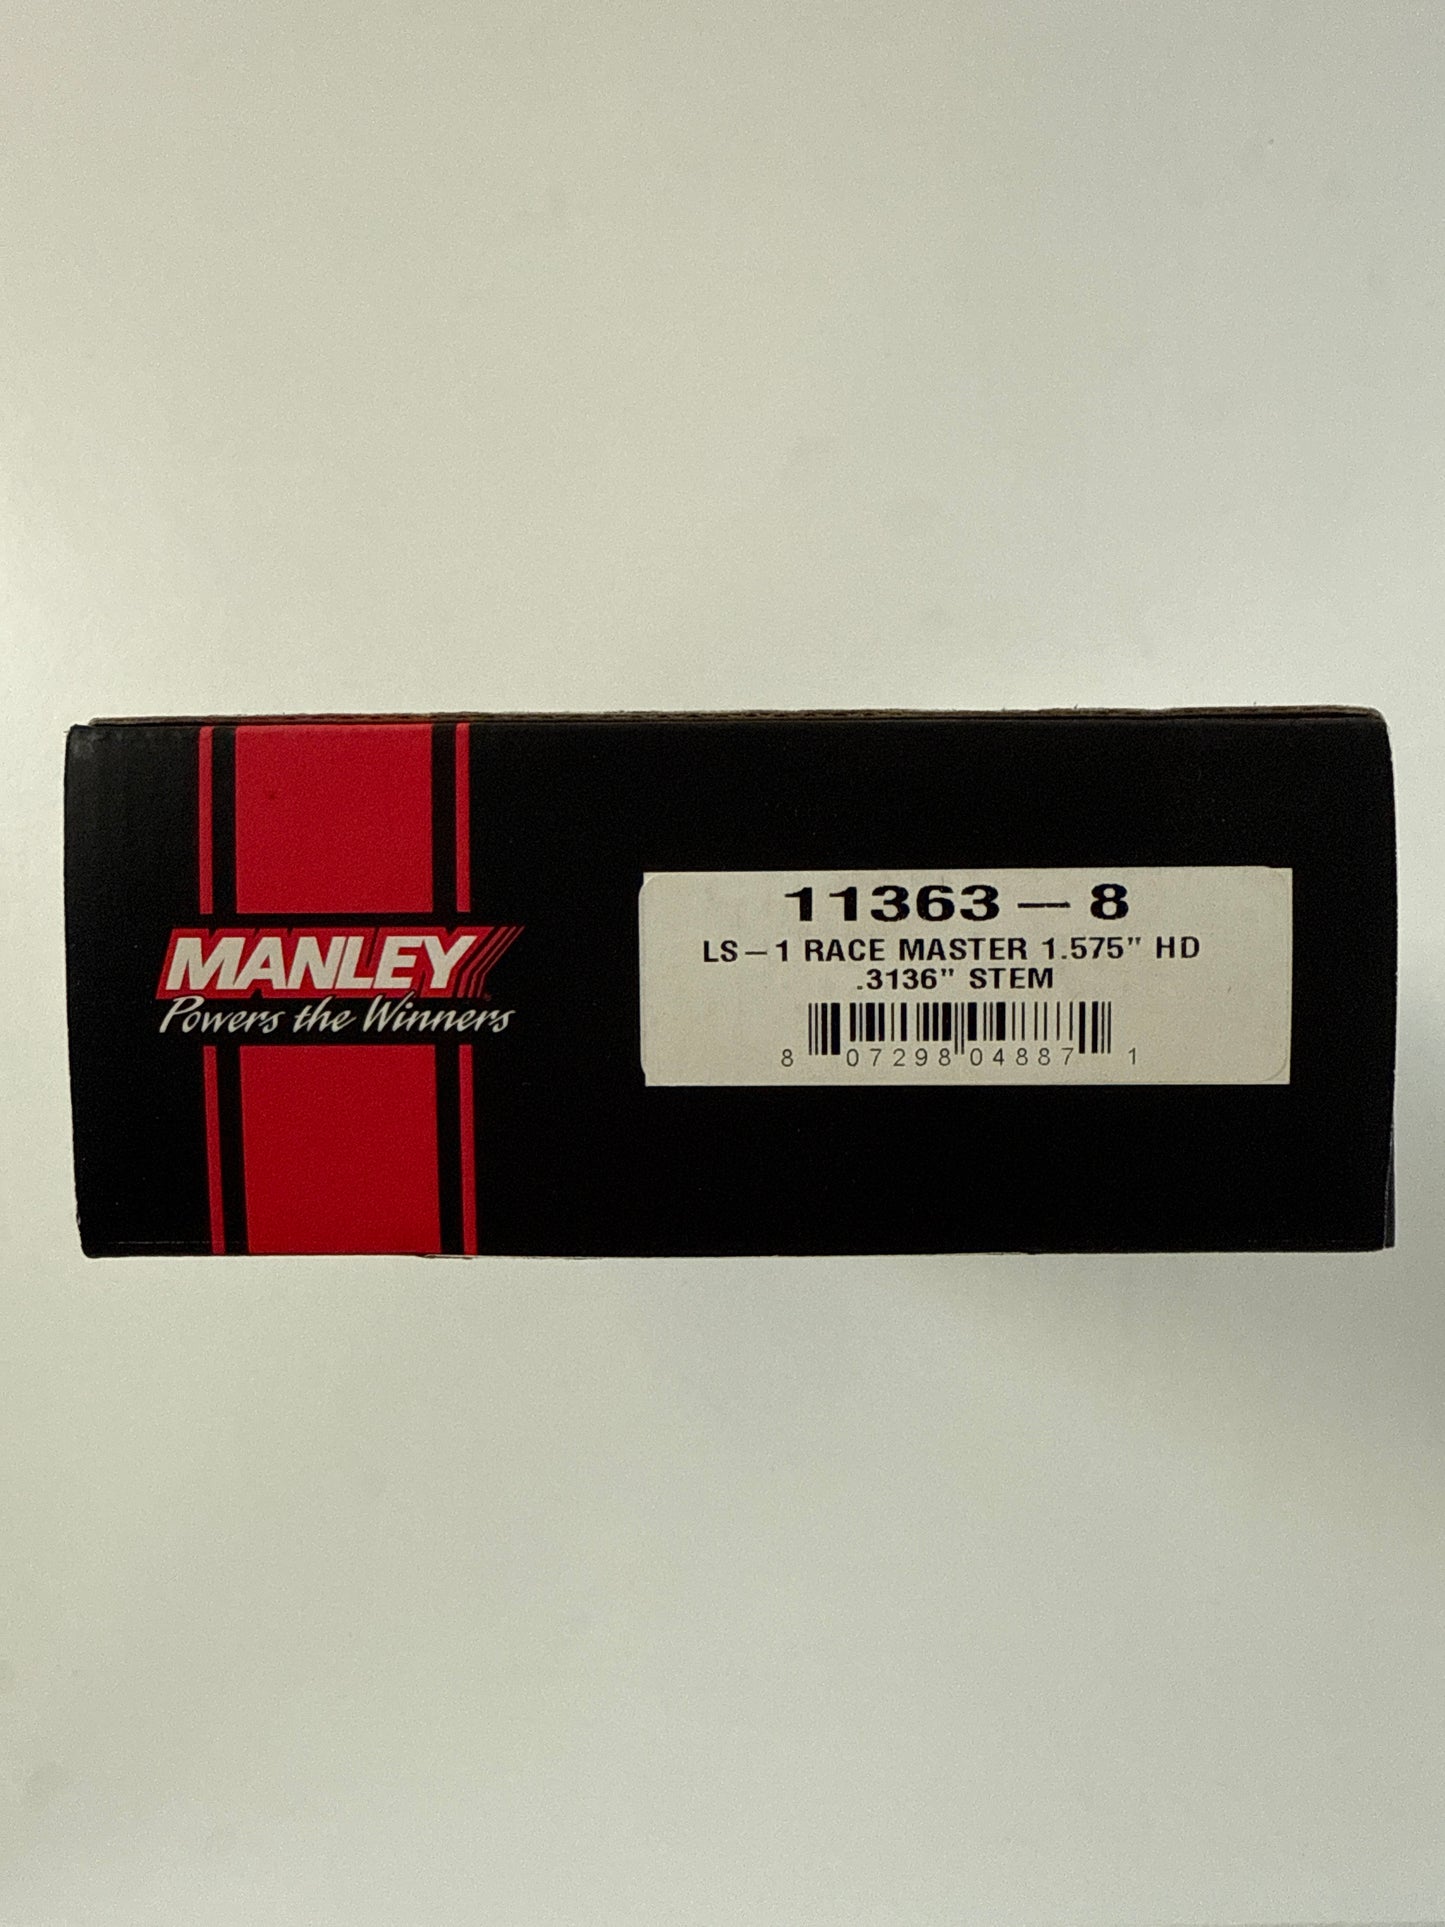 MANLEY
Powers the Winners
11363-8
LS-1 RACE MASTER 1.575" HD
.3136" STEM
8 07298 04887 1